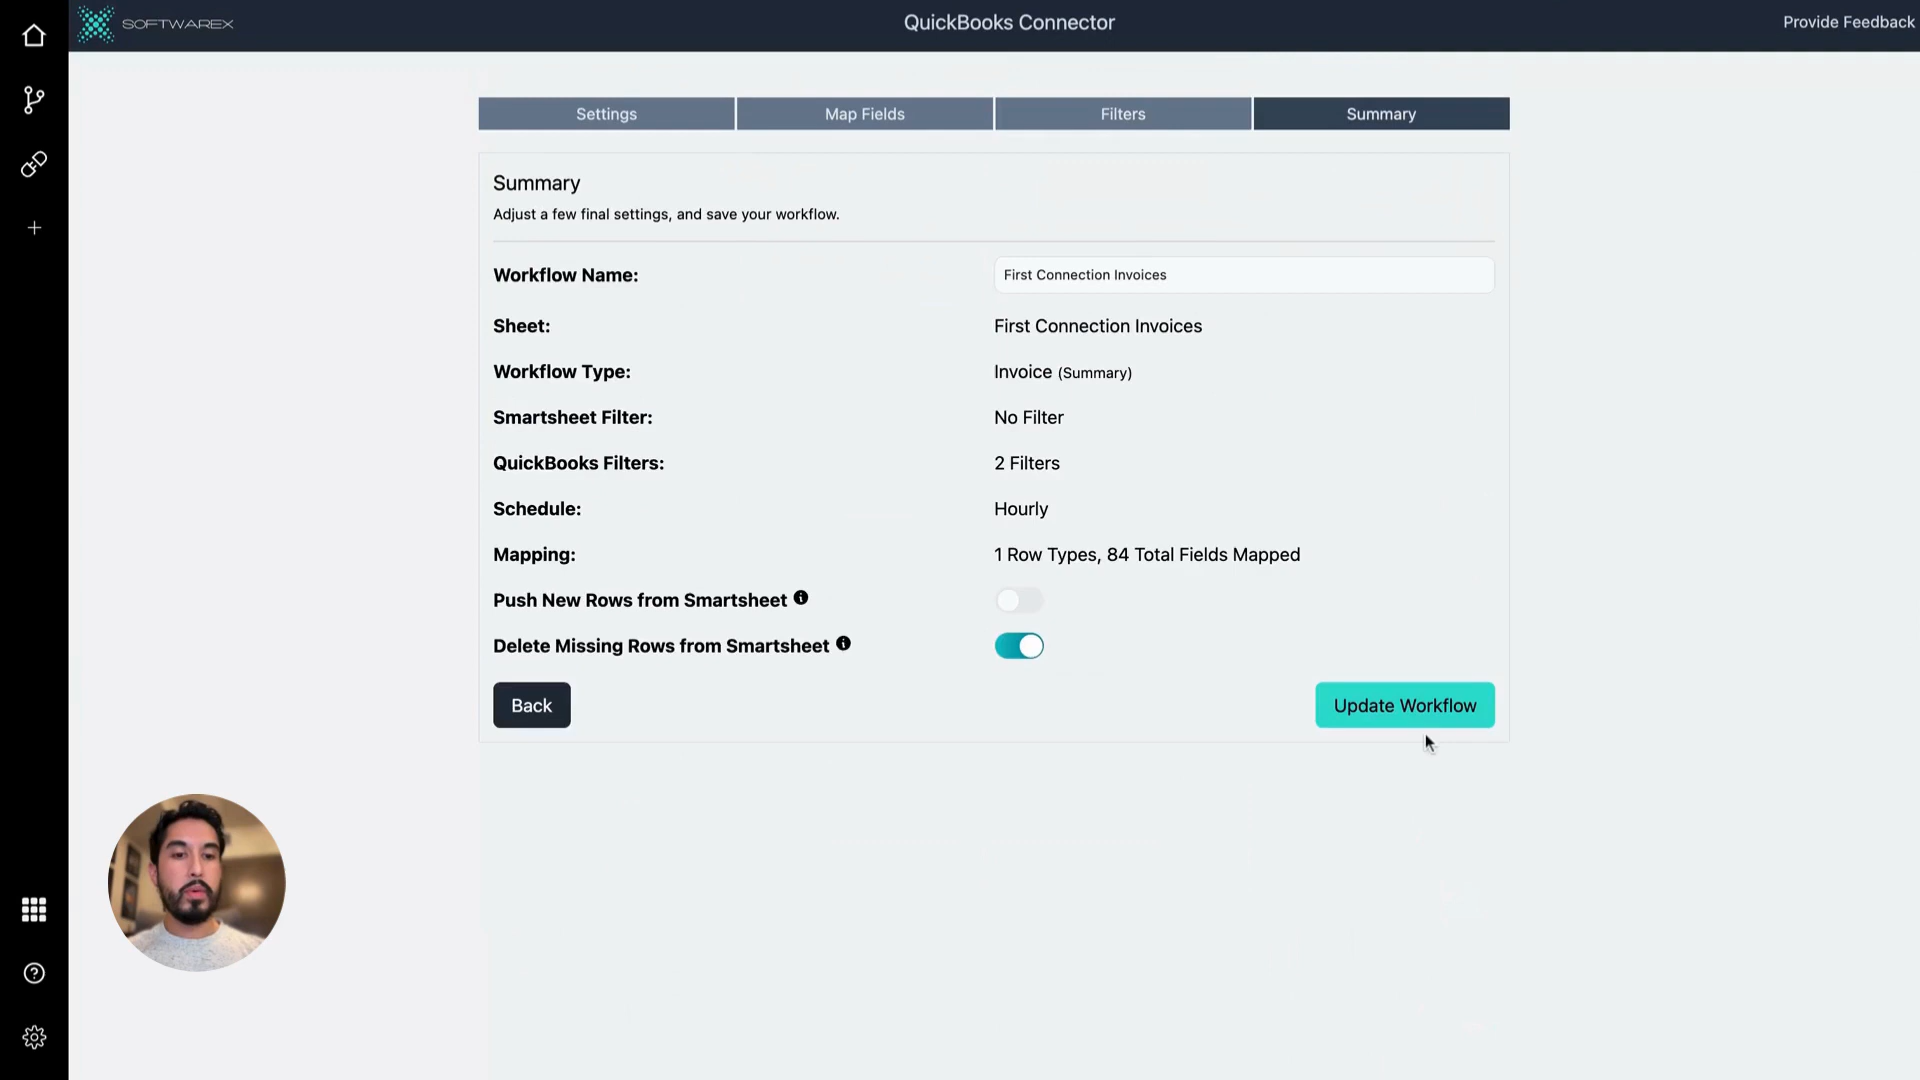 SOFTWAREX
QuickBooks Connector
Provide Feedback
Settings
Map Fields
Filters
Summary
Summary
Adjust a few final settings, and save your workflow.
Workflow Name:
First Connection Invoices
Sheet:
First Connection Invoices
Workflow Type:
Invoice (Summary)
Smartsheet Filter:
No Filter
QuickBooks Filters:
2 Filters
Schedule:
Hourly
Mapping:
1 Row Types, 84 Total Fields Mapped
Push New Rows from Smartsheet
Delete Missing Rows from Smartsheet
Back
Update Workflow